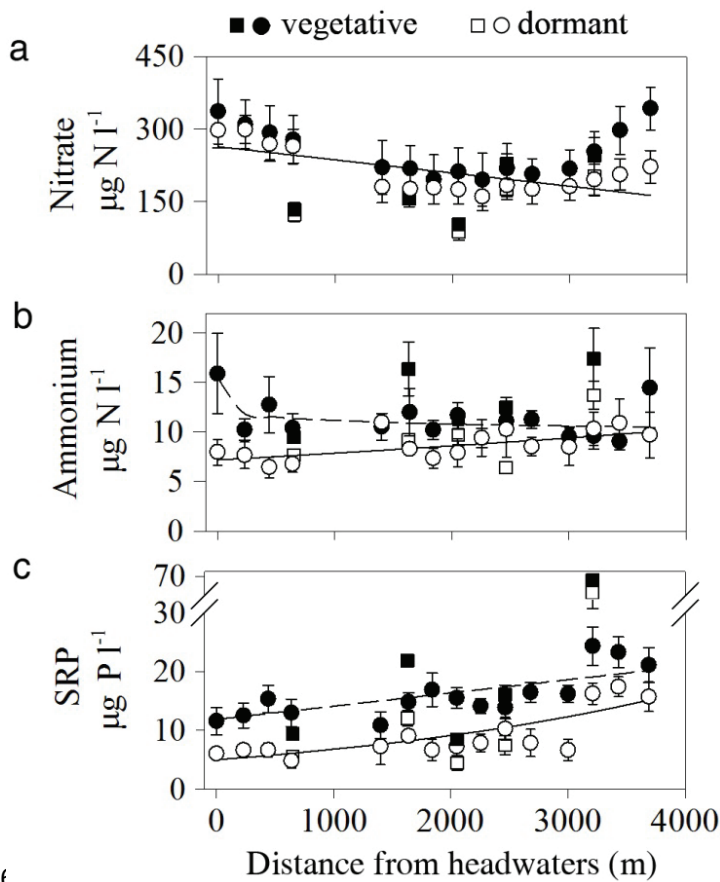 ■ ● vegetative □ ○ dormant
a
450
300
150
0
Nitrate
µg N l⁻¹
b
20
15
10
5
0
Ammonium
µg N l⁻¹
c
70
30
20
10
0
SRP
µg P l⁻¹
0 1000 2000 3000 4000
Distance from headwaters (m)